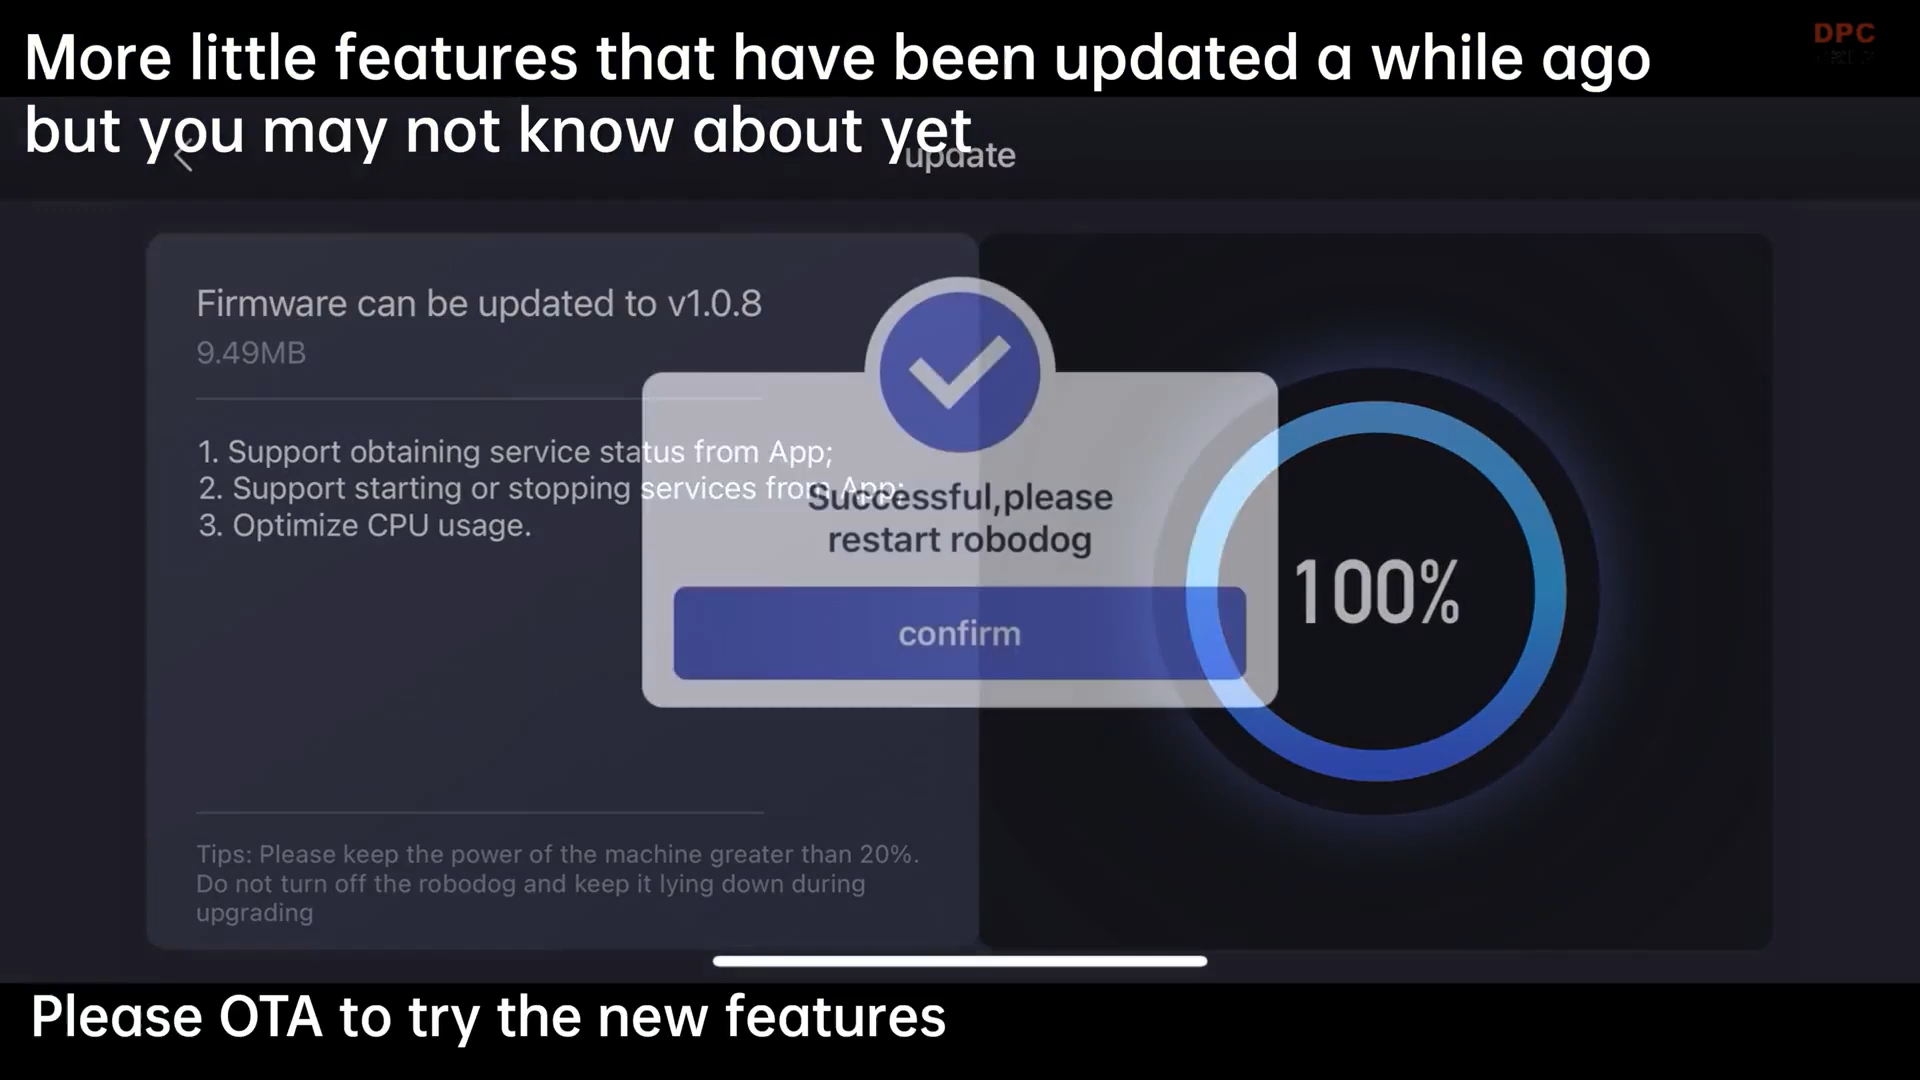 More little features that have been updated a while ago
but you may not know about yet
update
DPC
Firmware can be updated to v1.0.8
9.49MB
1. Support obtaining service status from App;
2. Support starting or stopping services from App;
3. Optimize CPU usage.
Successful,please
restart robodog
confirm
100%
Tips: Please keep the power of the machine greater than 20%.
Do not turn off the robodog and keep it lying down during
upgrading
Please OTA to try the new features